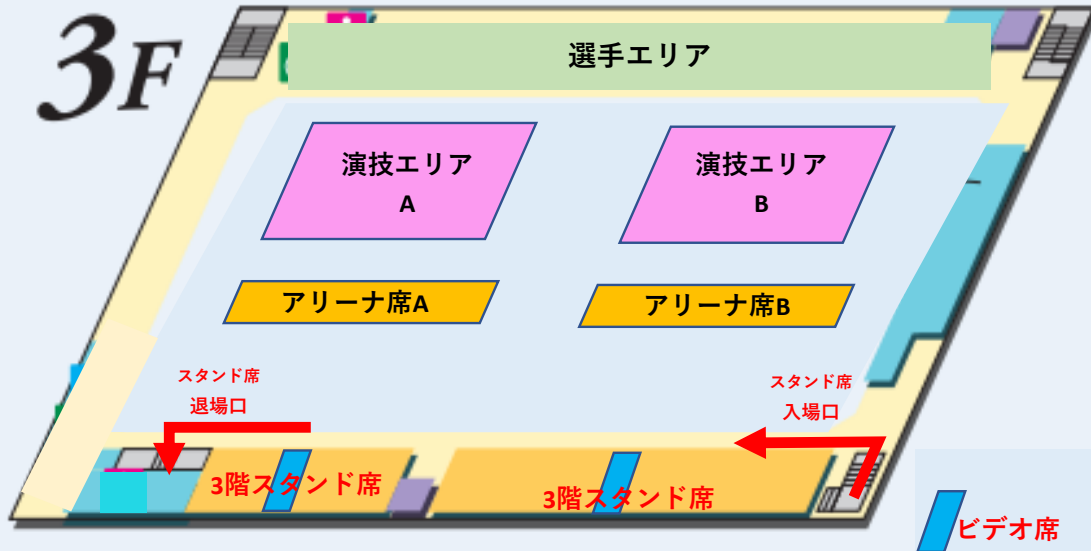 3F
選手エリア
演技エリア
A
演技エリア
B
アリーナ席A
アリーナ席B
スタンド席
退場口
スタンド席
入場口
3階スタンド席
3階スタンド席
ビデオ席